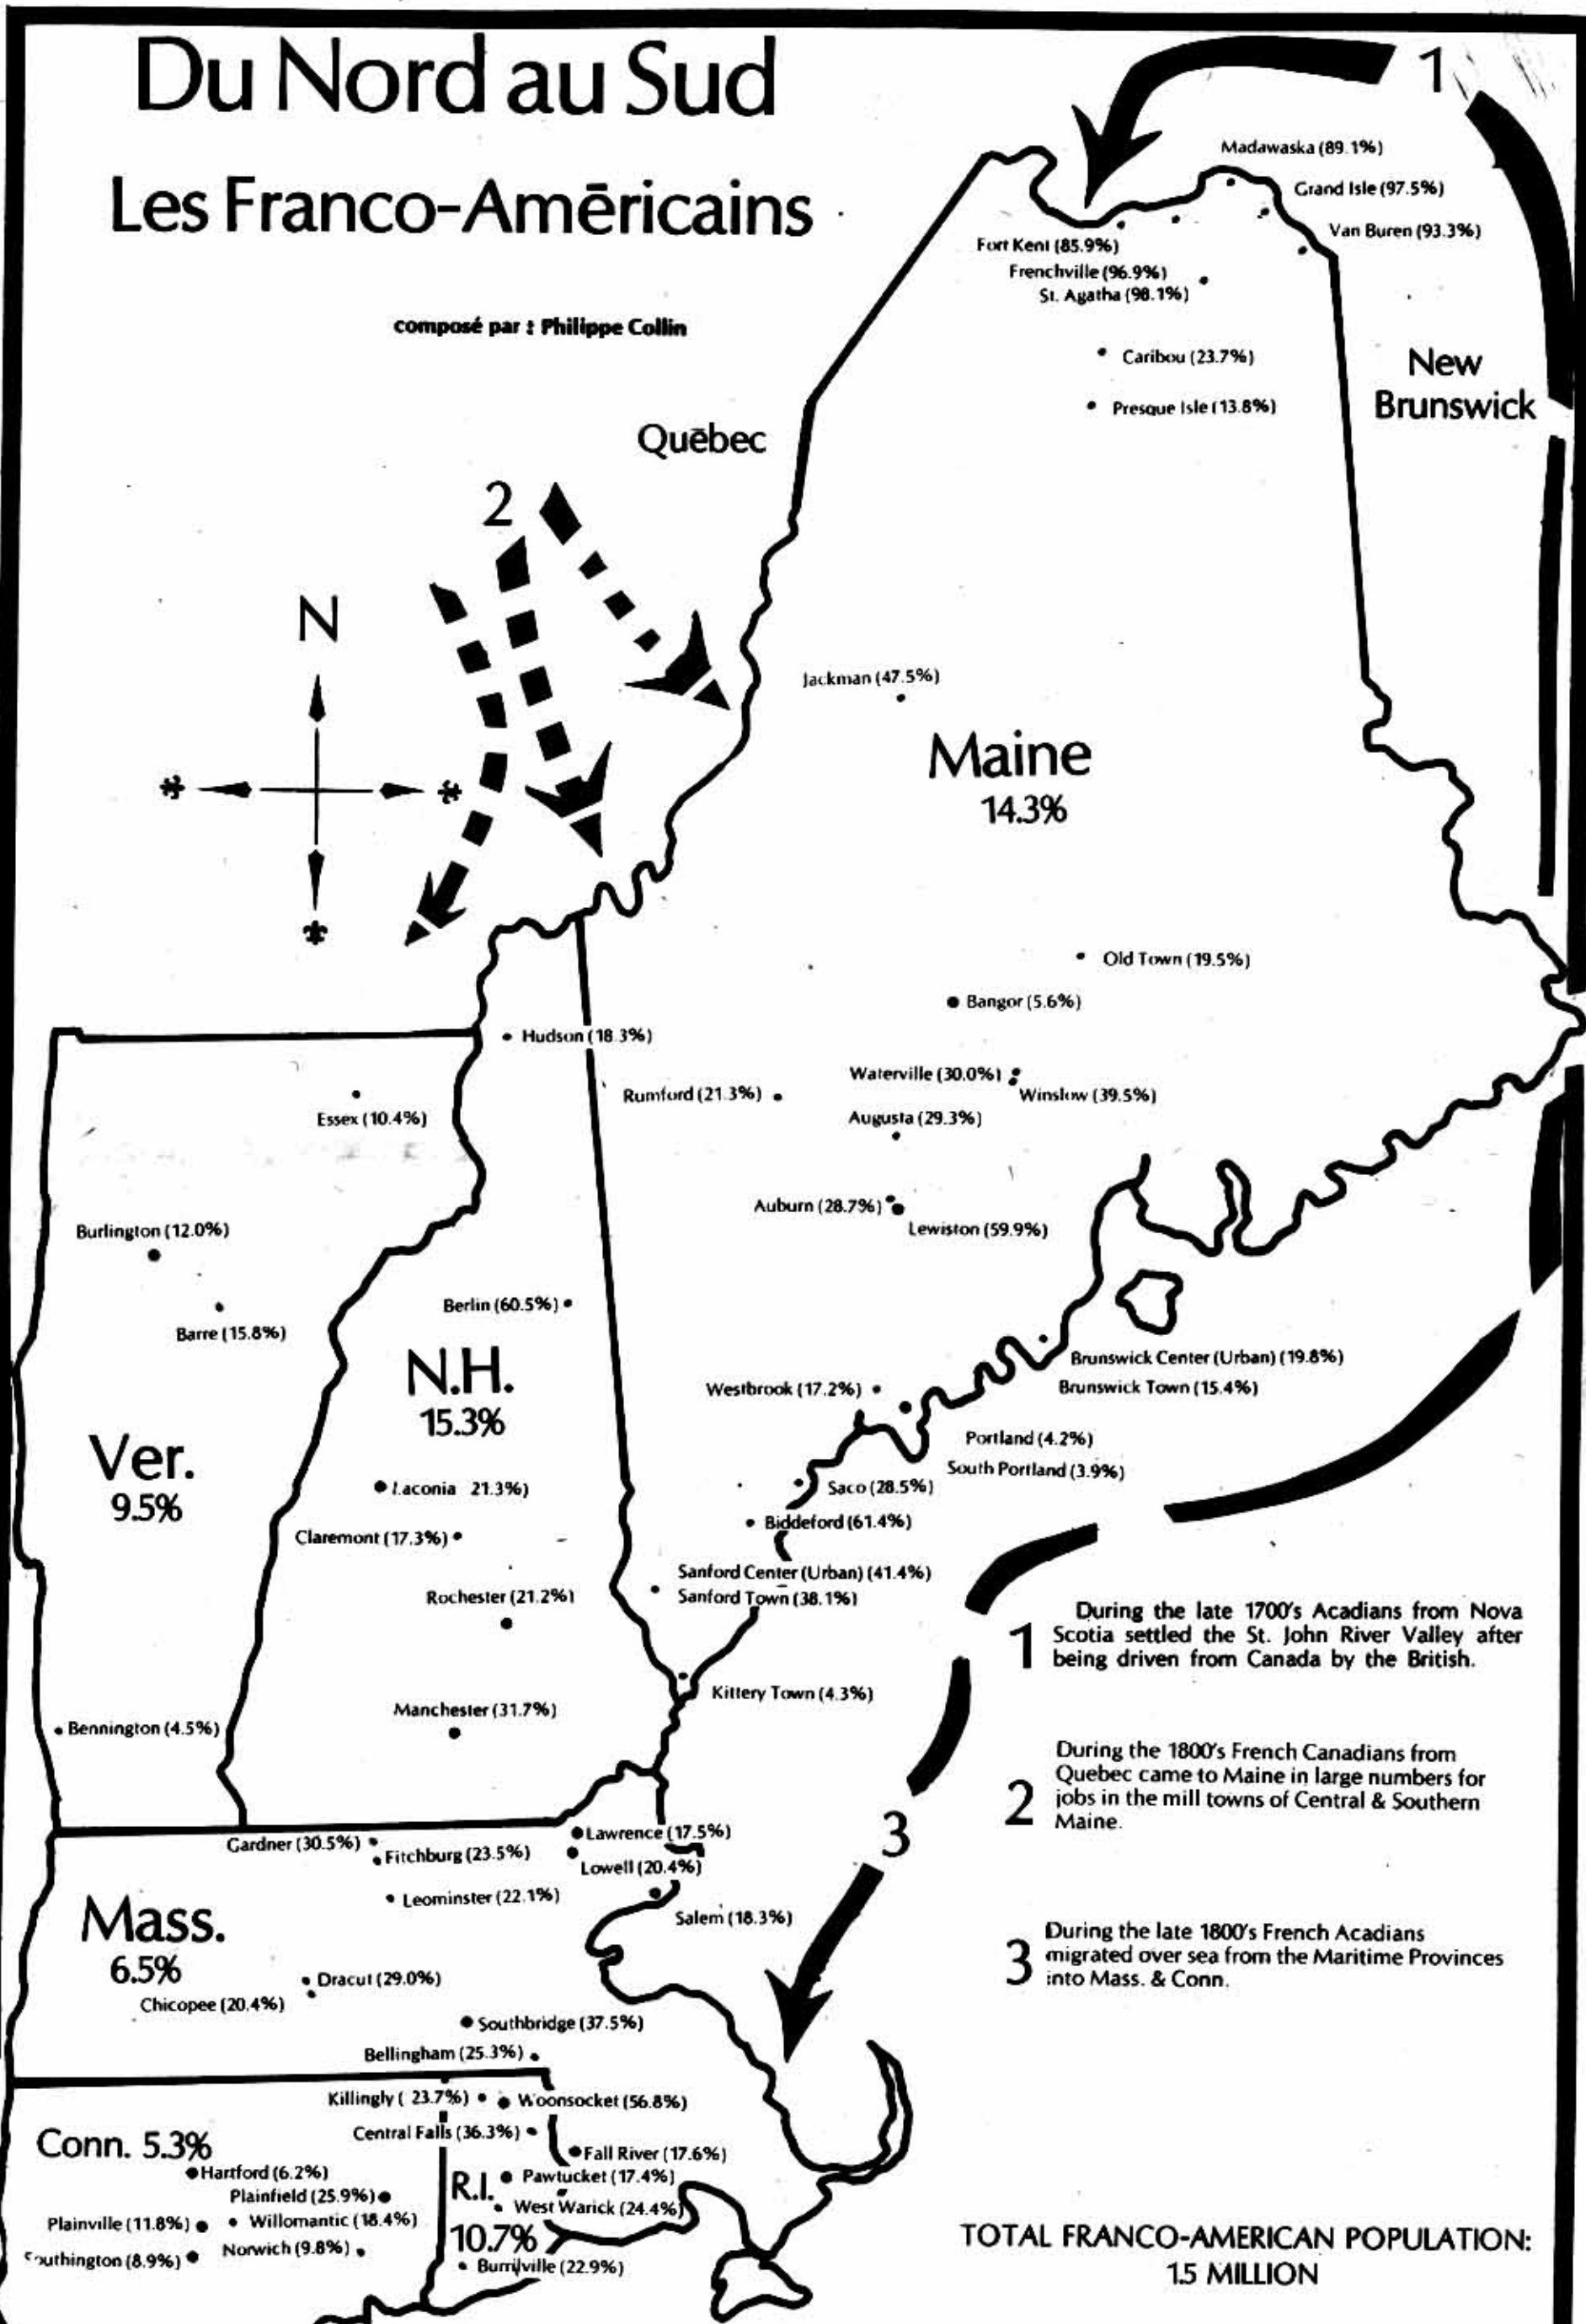 Du Nord au Sud
Les Franco-Amēricains
composé par : Philippe Collin
1
Madawaska (89.1%)
Grand Isle (97.5%)
Van Buren (93.3%)
Fort Kent (85.9%)
Frenchville (96.9%)
St. Agatha (98.1%)
Caribou (23.7%)
Presque Isle (13.8%)
New
Brunswick
Quēbec
2
N
Jackman (47.5%)
Maine
14.3%
Old Town (19.5%)
Bangor (5.6%)
Hudson (18.3%)
Waterville (30.0%)
Winslow (39.5%)
Rumford (21.3%)
Augusta (29.3%)
Essex (10.4%)
Auburn (28.7%)
Lewiston (59.9%)
Burlington (12.0%)
Berlin (60.5%)
Barre (15.8%)
Brunswick Center (Urban) (19.8%)
Brunswick Town (15.4%)
Westbrook (17.2%)
N.H.
15.3%
Portland (4.2%)
South Portland (3.9%)
Ver.
9.5%
Laconia 21.3%)
Saco (28.5%)
Biddeford (61.4%)
Claremont (17.3%)
Sanford Center (Urban) (41.4%)
Sanford Town (38.1%)
Rochester (21.2%)
1 During the late 1700's Acadians from Nova
Scotia settled the St. John River Valley after
being driven from Canada by the British.
Kittery Town (4.3%)
Manchester (31.7%)
Bennington (4.5%)
2 During the 1800's French Canadians from
Quebec came to Maine in large numbers for
jobs in the mill towns of Central & Southern
Maine.
3
Gardner (30.5%)
Fitchburg (23.5%)
Lawrence (17.5%)
Lowell (20.4%)
Leominster (22.1%)
Salem (18.3%)
Mass.
6.5%
3 During the late 1800's French Acadians
migrated over sea from the Maritime Provinces
into Mass. & Conn.
Dracut (29.0%)
Chicopee (20.4%)
Southbridge (37.5%)
Bellingham (25.3%)
Killingly ( 23.7%)
Woonsocket (56.8%)
Central Falls (36.3%)
Conn. 5.3%
Fall River (17.6%)
Hartford (6.2%)
R.I.
10.7%
Pawtucket (17.4%)
Plainfield (25.9%)
West Warick (24.4%)
Plainville (11.8%)
Willomantic (18.4%)
Southington (8.9%)
Norwich (9.8%)
Burrilville (22.9%)
TOTAL FRANCO-AMERICAN POPULATION:
1.5 MILLION